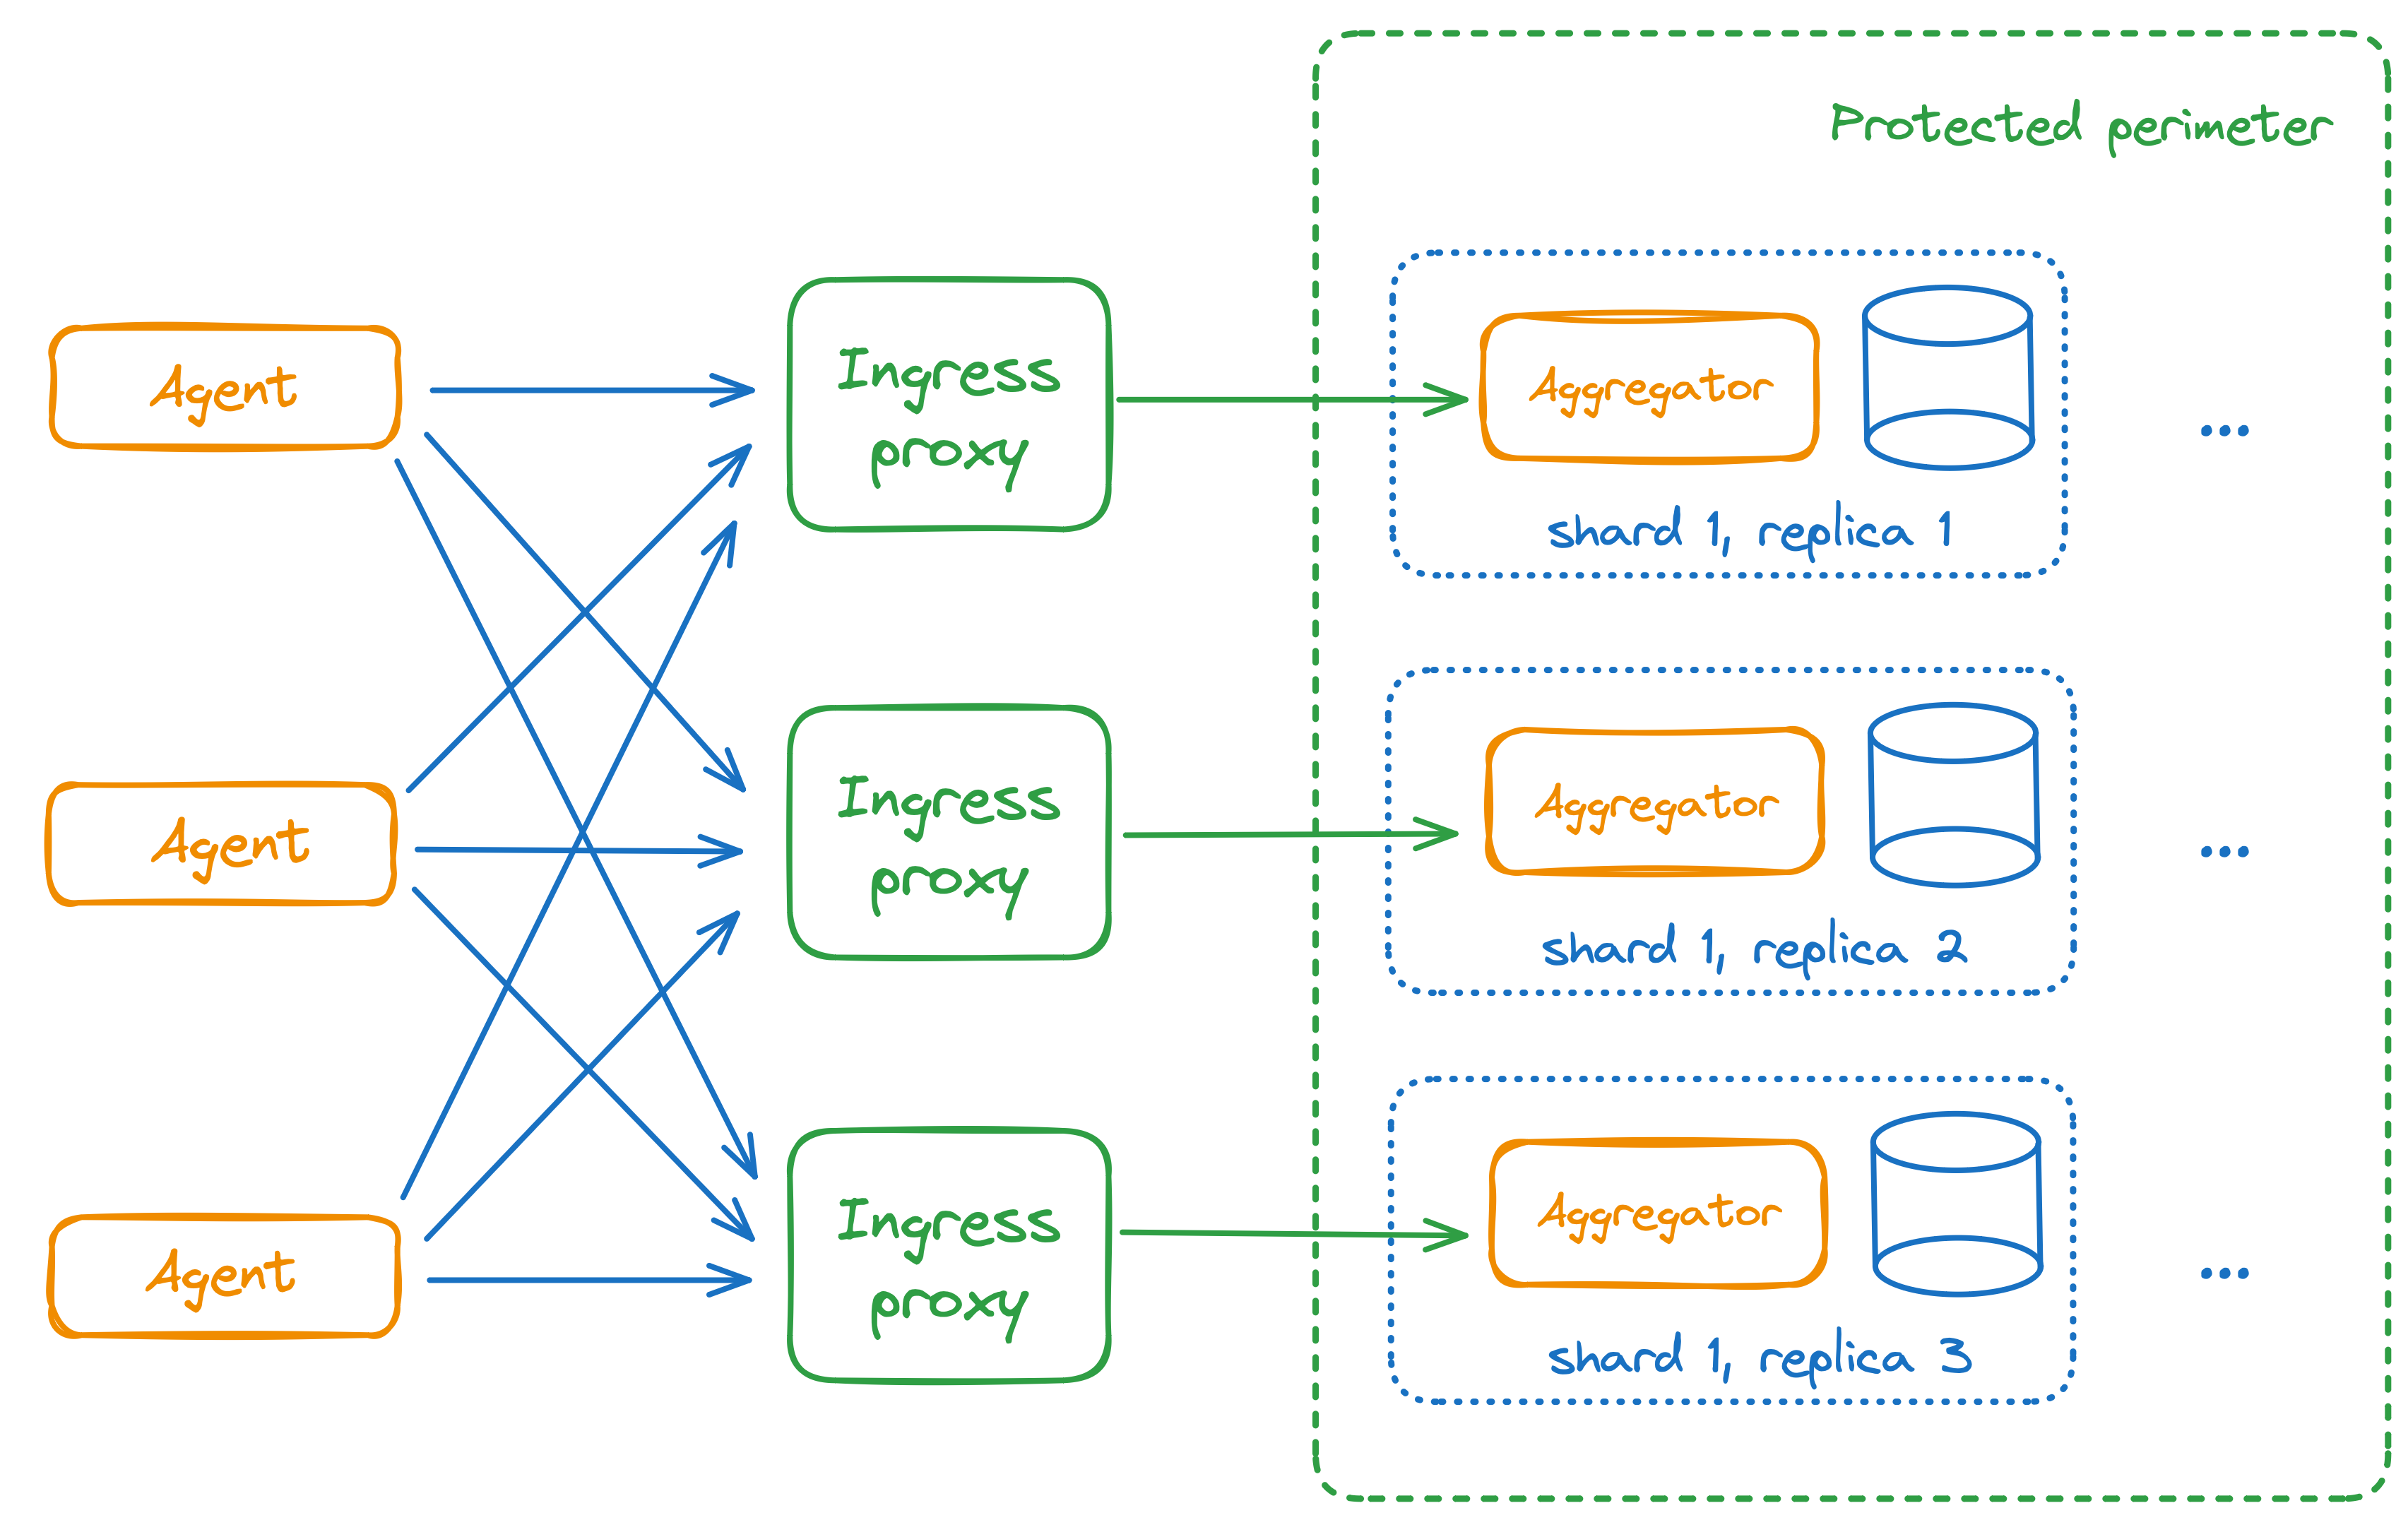 Protected perimeter
Agent
Ingress
proxy
Aggregator
...
shard 1, replica 1
Agent
Ingress
proxy
Aggregator
...
shard 1, replica 2
Agent
Ingress
proxy
Aggregator
...
shard 1, replica 3